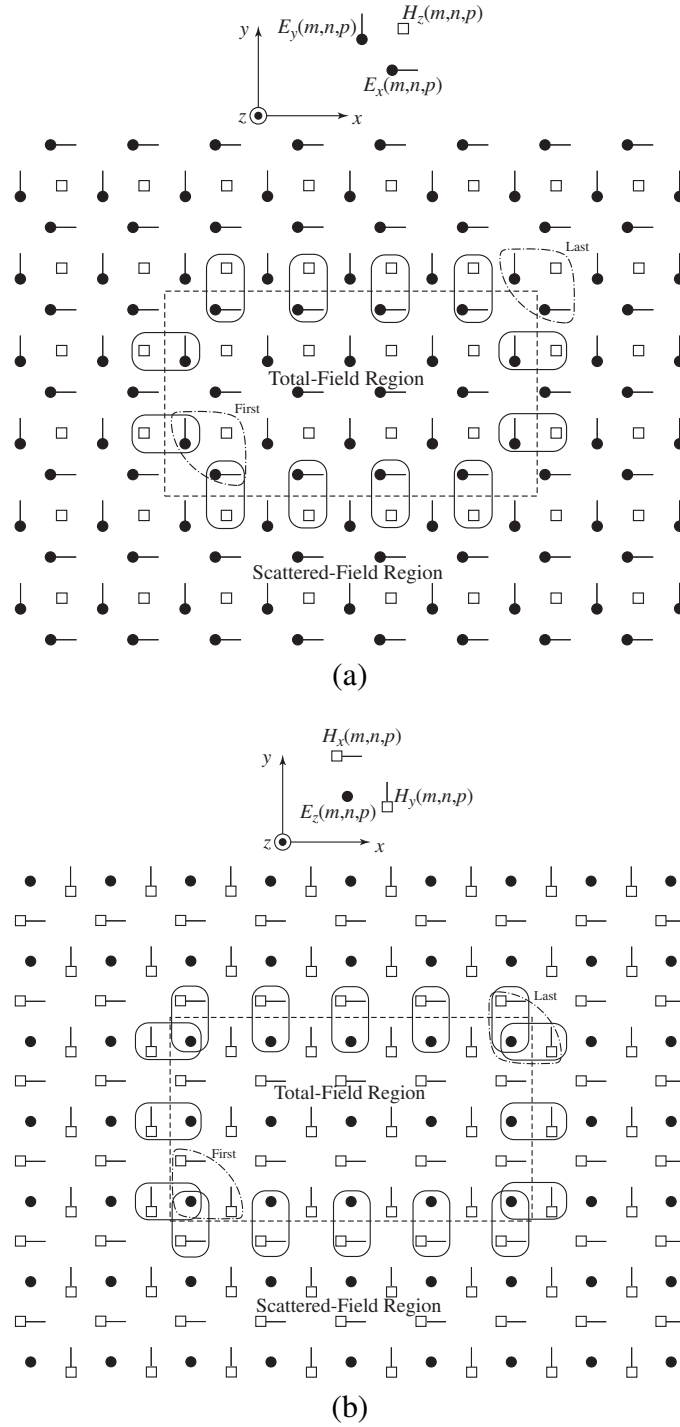 H_z(m,n,p)
E_y(m,n,p)
y
E_x(m,n,p)
z
x
Last
Total-Field Region
First
Scattered-Field Region
(a)
H_x(m,n,p)
y
H_y(m,n,p)
E_z(m,n,p)
z
x
Last
Total-Field Region
First
Scattered-Field Region
(b)